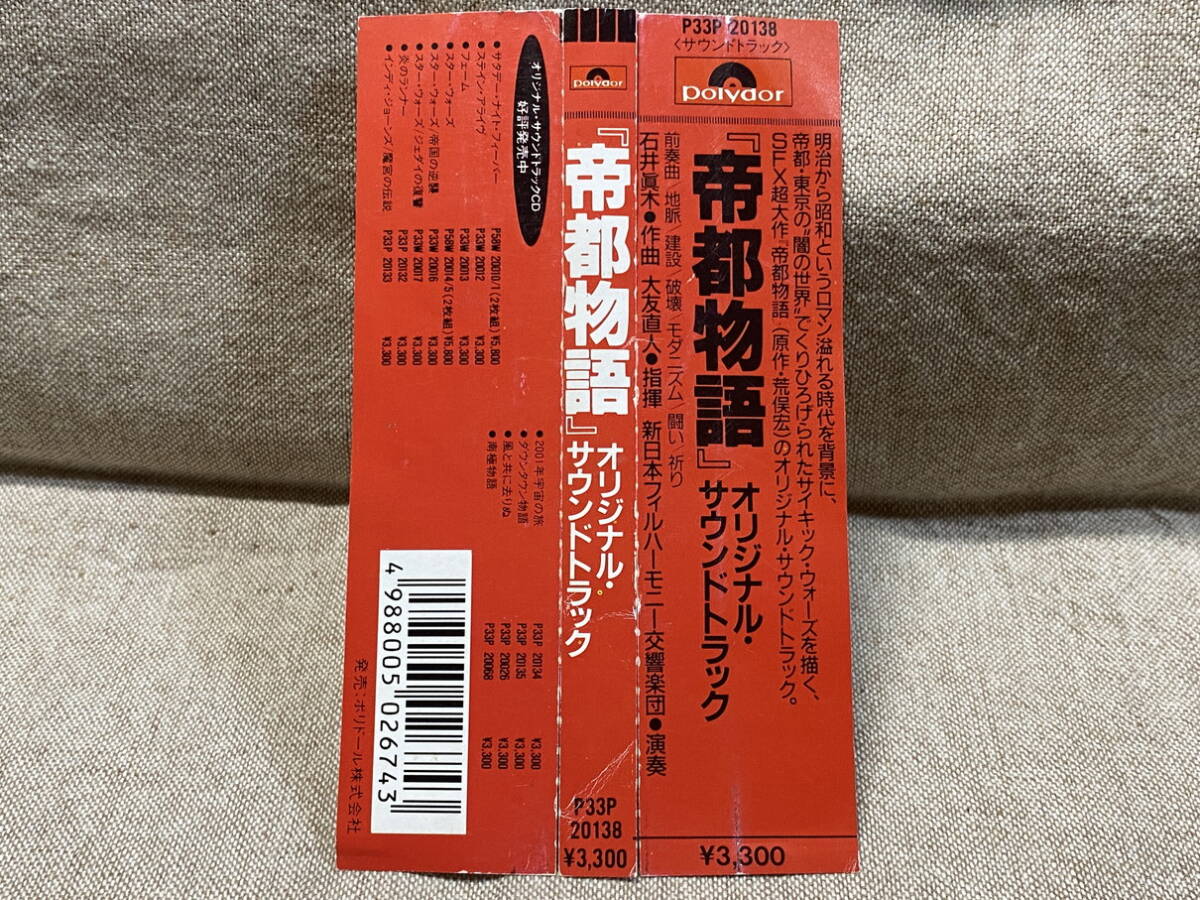 P33P 20138
〈サウンドトラック〉
polydor
明治から昭和というロマン溢れる時代を背景に、
帝都・東京の"闇の世界"でくりひろげられたサイキック・ウォーズを描く、
SFX超大作『帝都物語』(原作・荒俣宏)のオリジナル・サウンドトラック。
『帝都物語』
オリジナル・
サウンドトラック
前奏曲/地脈/建設/破壊/モダニズム/闘い/祈り
石井眞木●作曲 大友直人●指揮 新日本フィルハーモニー交響楽団●演奏
¥3,300
polydor
『帝都物語』
オリジナル・
サウンドトラック
P33P
20138
¥3,300
オリジナル・サウンドトラックCD
好評発売中
●サタデー・ナイト・フィーバー P58W 20010/1(2枚組)¥5,800
●ステイン・アライヴ P33W 20012 ¥3,300
●フェーム P33W 20013 ¥3,300
●スター・ウォーズ P58W 20014/5(2枚組)¥5,800
●スター・ウォーズ/帝国の逆襲 P33W 20016 ¥3,300
●スター・ウォーズ/ジェダイの復讐 P33W 20017 ¥3,300
●炎のランナー P33P 20132 ¥3,300
●インディ・ジョーンズ/魔宮の伝説 P33P 20133 ¥3,300
●2001年宇宙の旅 P33P 20134 ¥3,300
●ダウンタウン物語 P33P 20135 ¥3,300
●風と共に去りぬ P33P 20026 ¥3,300
●南極物語 P33P 20068 ¥3,300
4988005026743
発売:ポリドール株式会社